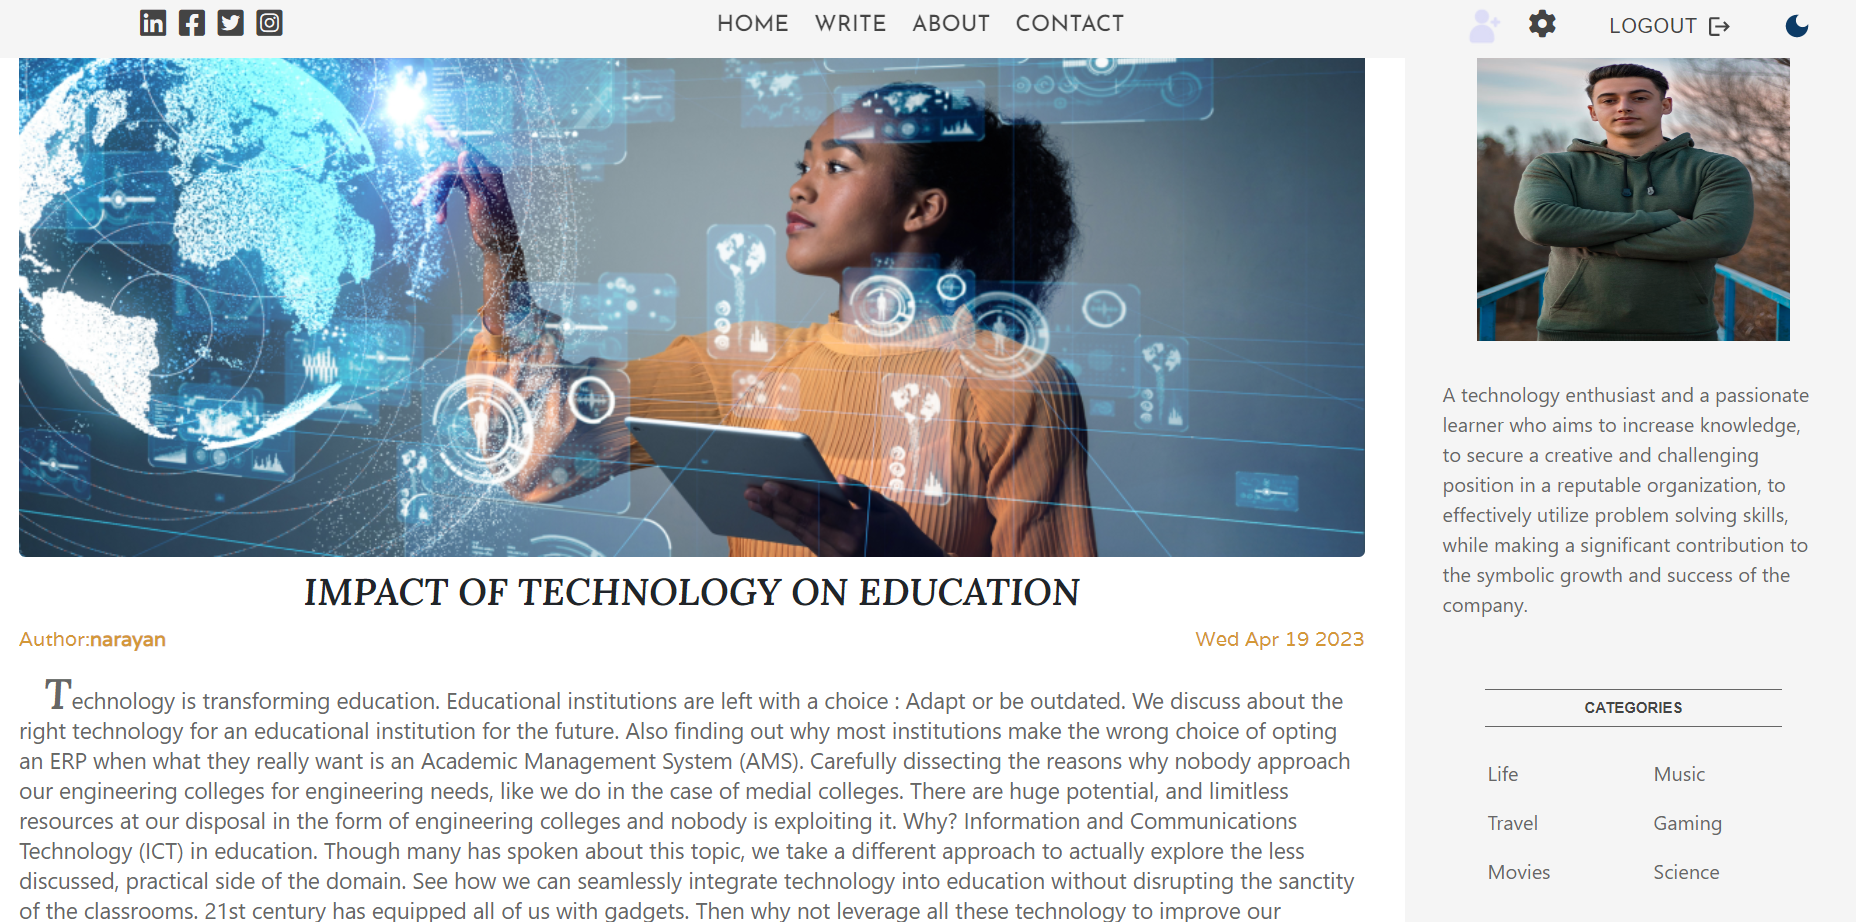 HOME WRITE ABOUT CONTACT LOGOUT
IMPACT OF TECHNOLOGY ON EDUCATION
Author:narayan
Wed Apr 19 2023
Technology is transforming education. Educational institutions are left with a choice : Adapt or be outdated. We discuss about the
right technology for an educational institution for the future. Also finding out why most institutions make the wrong choice of opting
an ERP when what they really want is an Academic Management System (AMS). Carefully dissecting the reasons why nobody approach
our engineering colleges for engineering needs, like we do in the case of medial colleges. There are huge potential, and limitless
resources at our disposal in the form of engineering colleges and nobody is exploiting it. Why? Information and Communications
Technology (ICT) in education. Though many has spoken about this topic, we take a different approach to actually explore the less
discussed, practical side of the domain. See how we can seamlessly integrate technology into education without disrupting the sanctity
of the classrooms. 21st century has equipped all of us with gadgets. Then why not leverage all these technology to improve our
A technology enthusiast and a passionate
learner who aims to increase knowledge,
to secure a creative and challenging
position in a reputable organization, to
effectively utilize problem solving skills,
while making a significant contribution to
the symbolic growth and success of the
company.
CATEGORIES
Life Music
Travel Gaming
Movies Science